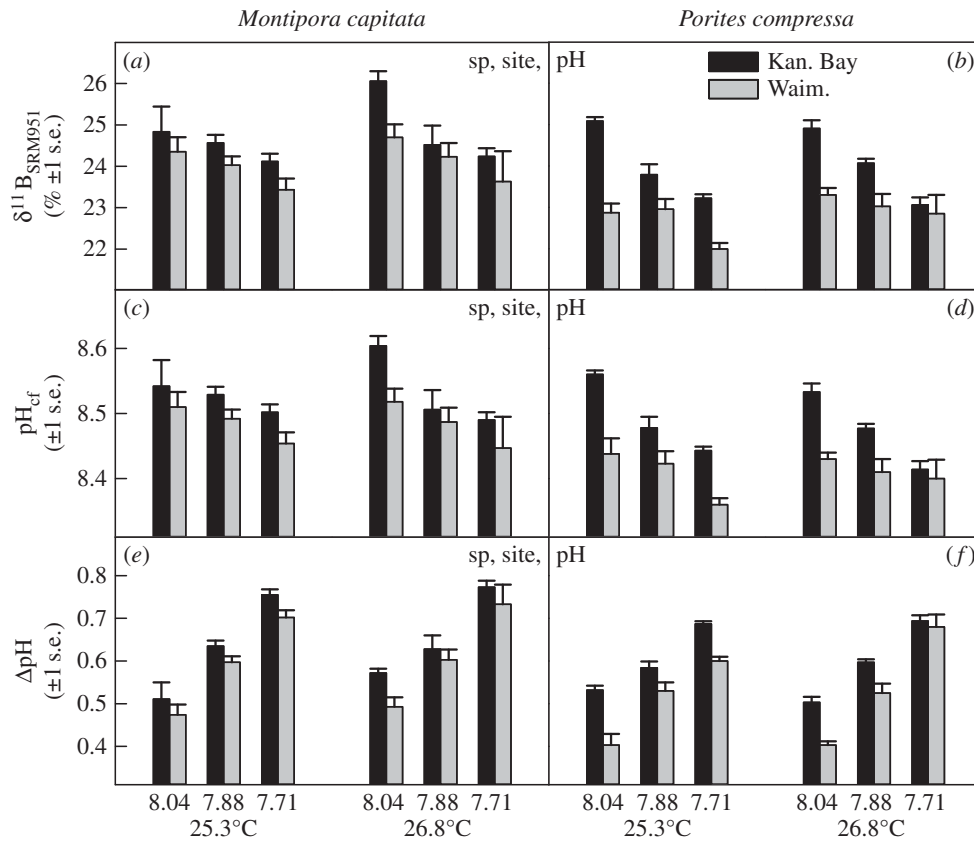 Montipora capitata Porites compressa
(a) sp, site, pH (b)
Kan. Bay
Waim.
26
25
24
23
22
δ¹¹B_SRM951
(% ±1 s.e.)
(c) sp, site, pH (d)
8.6
8.5
8.4
pH_cf
(±1 s.e.)
(e) sp, site, pH (f)
0.8
0.7
0.6
0.5
0.4
ΔpH
(±1 s.e.)
8.04 7.88 7.71 8.04 7.88 7.71 8.04 7.88 7.71 8.04 7.88 7.71
25.3°C 26.8°C 25.3°C 26.8°C